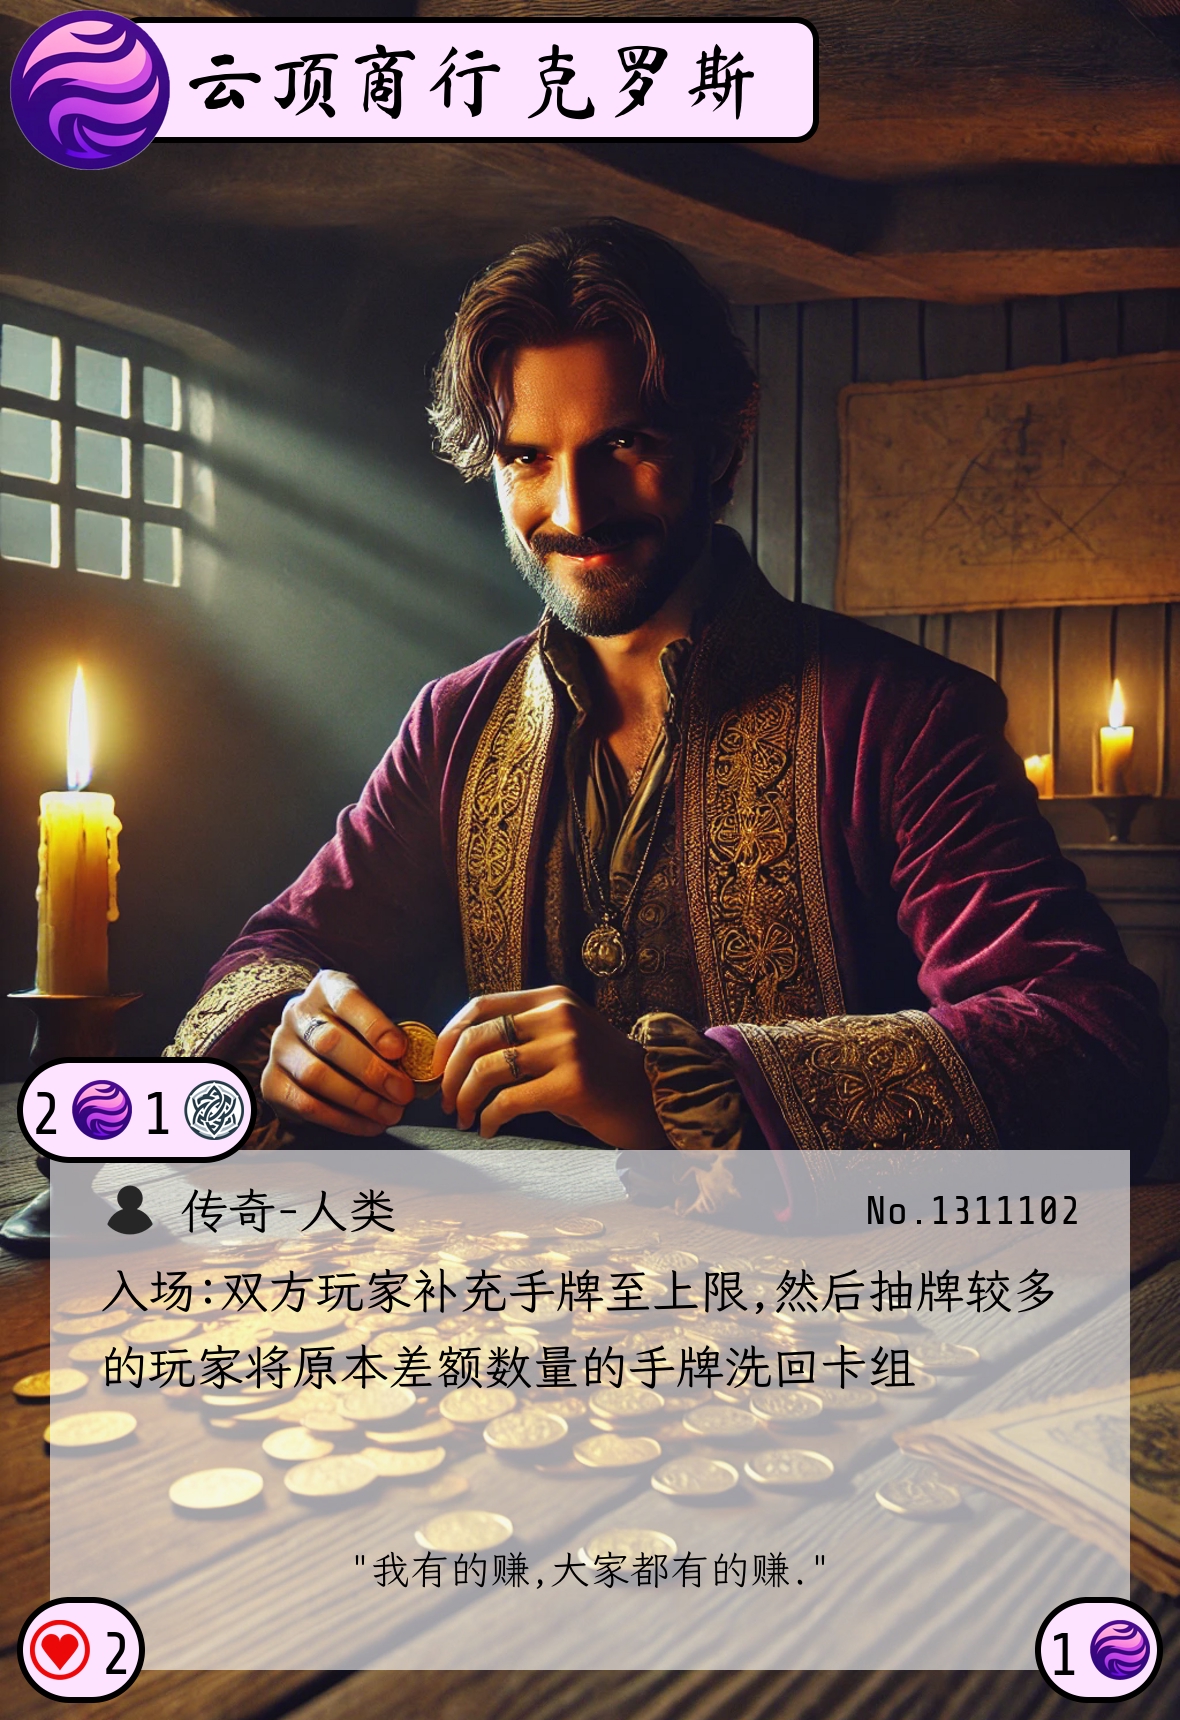 云顶商行 克罗斯
2 1
传奇-人类
No.1311102
入场:双方玩家补充手牌至上限,然后抽牌较多
的玩家将原本差额数量的手牌洗回卡组
"我有的赚,大家都有的赚."
2
1